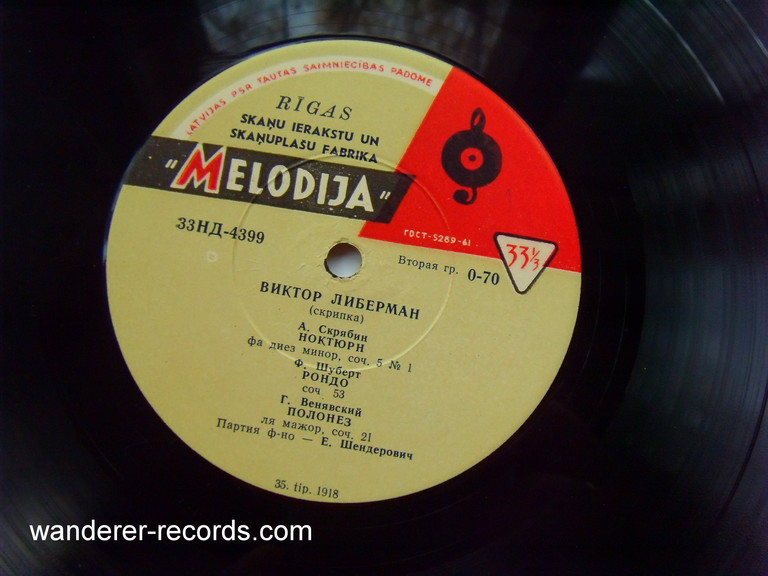 LATVIJAS PSR TAUTAS SAIMNIECĪBAS PADOME
RĪGAS
SKAŅU IERAKSTU UN
SKAŅUPLAŠU FABRIKA
"MELODIJA"
ГОСТ-5289-61
33НД-4399
Вторая гр. 0-70
33⅓
ВИКТОР ЛИБЕРМАН
(скрипка)
А. Скрябин
НОКТЮРН
фа диез минор, соч. 5 № 1
Ф. Шуберт
РОНДО
соч 53
Г. Венявский
ПОЛОНЕЗ
ля мажор, соч. 21
Партия ф-но — Е. Шендерович
35. tip. 1918
wanderer-records.com